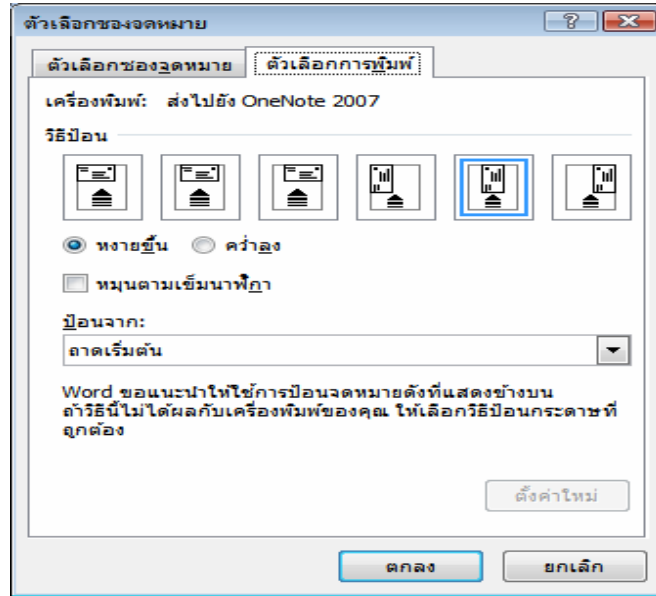 ตัวเลือกซองจดหมาย
ตัวเลือกซองจดหมาย ตัวเลือกการพิมพ์
เครื่องพิมพ์: ส่งไปยัง OneNote 2007
วิธีป้อน
หงายขึ้น คว่ำลง
หมุนตามเข็มนาฬิกา
ป้อนจาก:
ถาดเริ่มต้น
Word ขอแนะนำให้ใช้การป้อนจดหมายดังที่แสดงข้างบน
ถ้าวิธีนี้ไม่ได้ผลกับเครื่องพิมพ์ของคุณ ให้เลือกวิธีป้อนกระดาษที่
ถูกต้อง
ตั้งค่าใหม่
ตกลง ยกเลิก